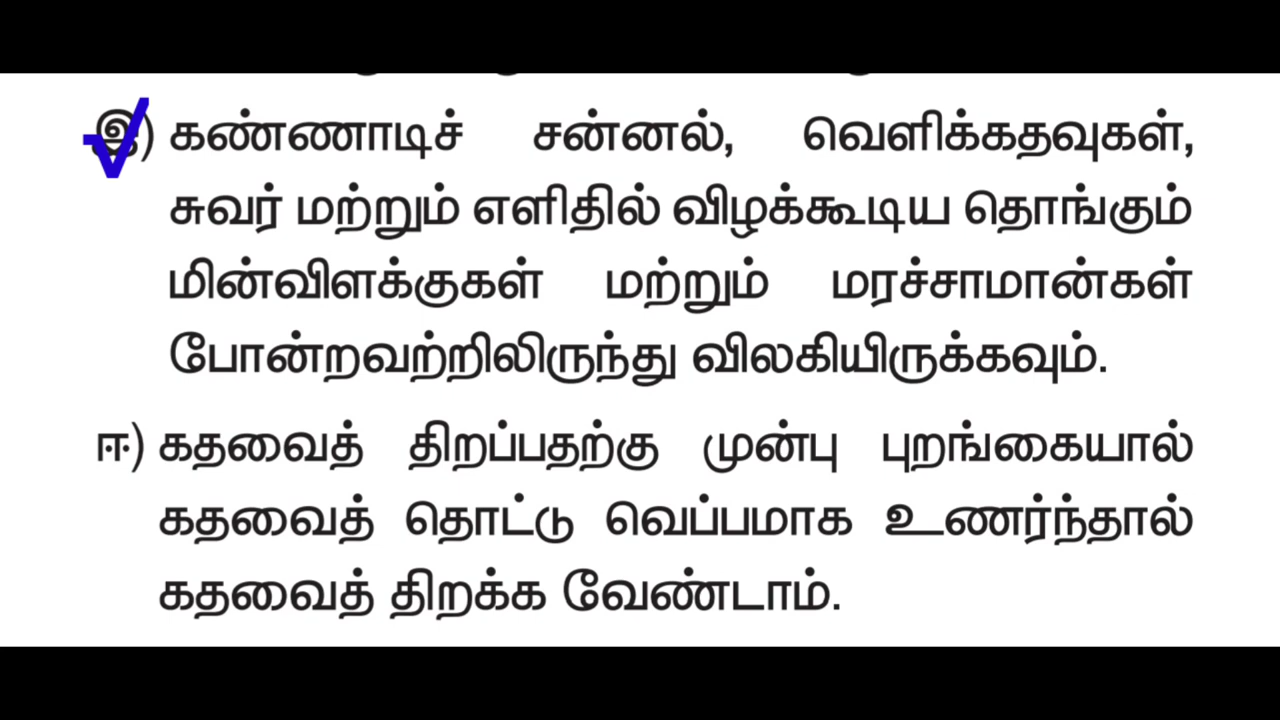 இ) கண்ணாடிச் சன்னல், வெளிக்கதவுகள்,
சுவர் மற்றும் எளிதில் விழக்கூடிய தொங்கும்
மின்விளக்குகள் மற்றும் மரச்சாமான்கள்
போன்றவற்றிலிருந்து விலகியிருக்கவும்.
ஈ) கதவைத் திறப்பதற்கு முன்பு புறங்கையால்
கதவைத் தொட்டு வெப்பமாக உணர்ந்தால்
கதவைத் திறக்க வேண்டாம்.